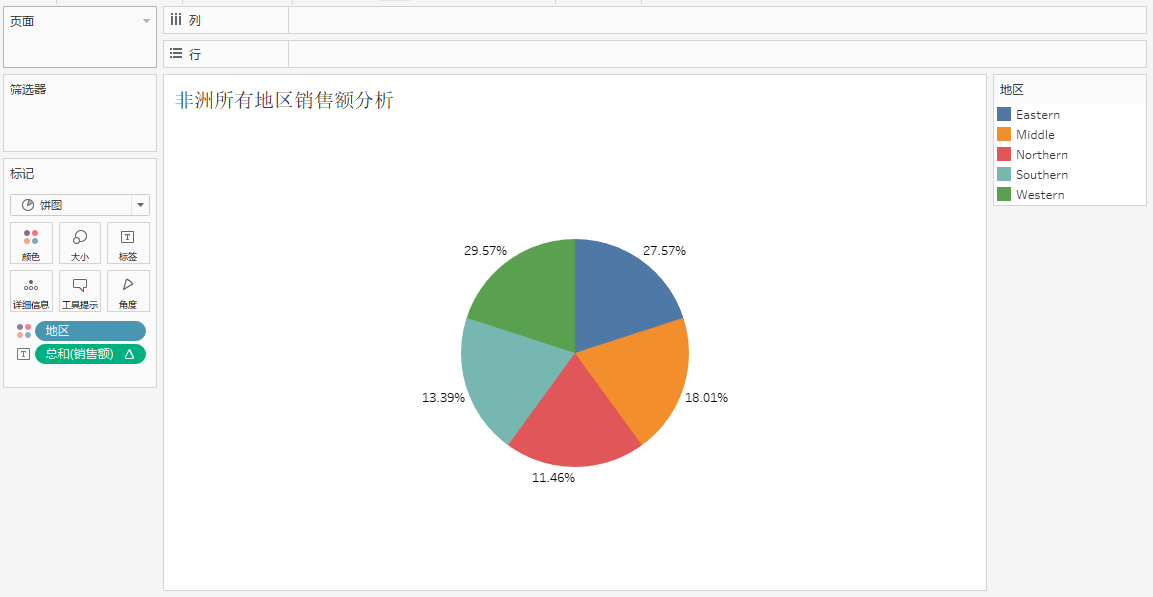 页面
列
行
筛选器
标记
饼图
颜色
大小
标签
详细信息
工具提示
角度
地区
总和(销售额) Δ
非洲所有地区销售额分析
29.57%
27.57%
13.39%
18.01%
11.46%
地区
Eastern
Middle
Northern
Southern
Western